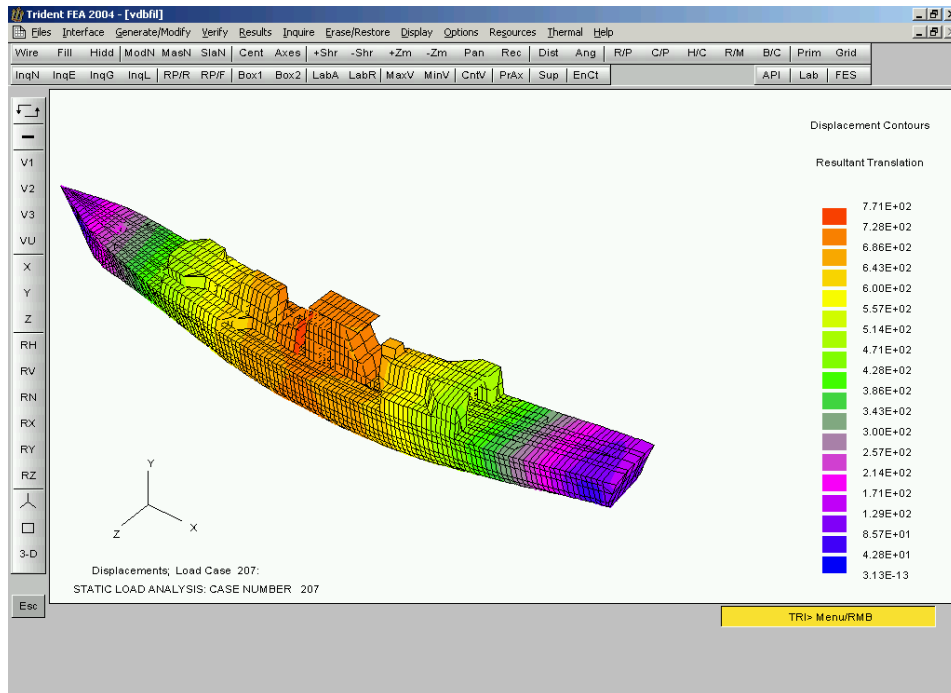 Trident FEA 2004 - [vdbfil]
Files Interface Generate/Modify Verify Results Inquire Erase/Restore Display Options Resources Thermal Help
Wire Fill Hidd ModN MasN SlaN Cent Axes +Shr -Shr +Zm -Zm Pan Rec Dist Ang R/P C/P H/C R/M B/C Prim Grid
InqN InqE InqG InqL RP/R RP/F Box1 Box2 LabA LabR MaxV MinV CntV PrAx Sup EnCt API Lab FES
V1
V2
V3
VU
X
Y
Z
RH
RV
RN
RX
RY
RZ
3-D
Esc
Displacement Contours
Resultant Translation
7.71E+02
7.28E+02
6.86E+02
6.43E+02
6.00E+02
5.57E+02
5.14E+02
4.71E+02
4.28E+02
3.86E+02
3.43E+02
3.00E+02
2.57E+02
2.14E+02
1.71E+02
1.29E+02
8.57E+01
4.28E+01
3.13E-13
Y
Z X
Displacements; Load Case 207:
STATIC LOAD ANALYSIS: CASE NUMBER 207
TRI> Menu/RMB